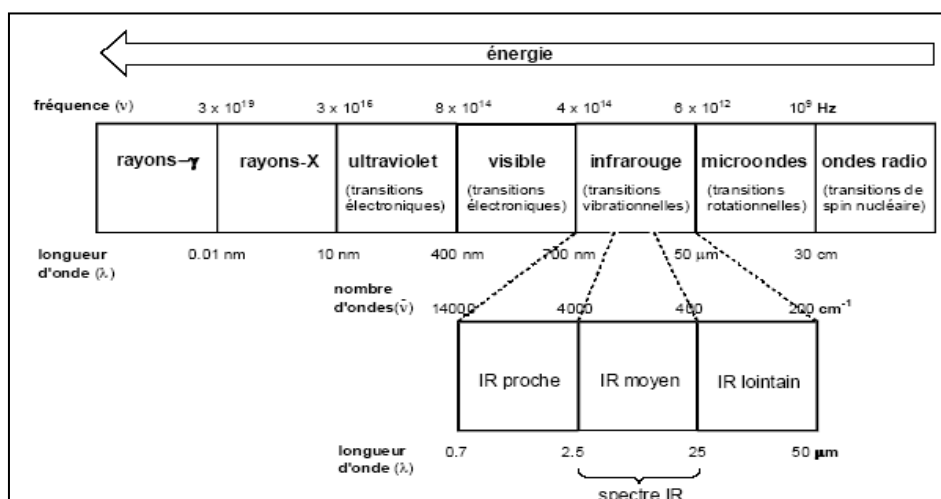 énergie
fréquence (ν) 3 x 10¹⁹ 3 x 10¹⁶ 8 x 10¹⁴ 4 x 10¹⁴ 6 x 10¹² 10⁹ Hz
rayons-γ rayons-X ultraviolet visible infrarouge microondes ondes radio
(transitions (transitions (transitions (transitions (transitions de
électroniques) électroniques) vibrationnelles) rotationnelles) spin nucléaire)
longueur 0.01 nm 10 nm 400 nm 700 nm 50 μm 30 cm
d'onde (λ)
nombre
d'ondes(ν̄) 14000 4000 400 200 cm⁻¹
IR proche IR moyen IR lointain
longueur 0.7 2.5 25 50 μm
d'onde (λ)
spectre IR